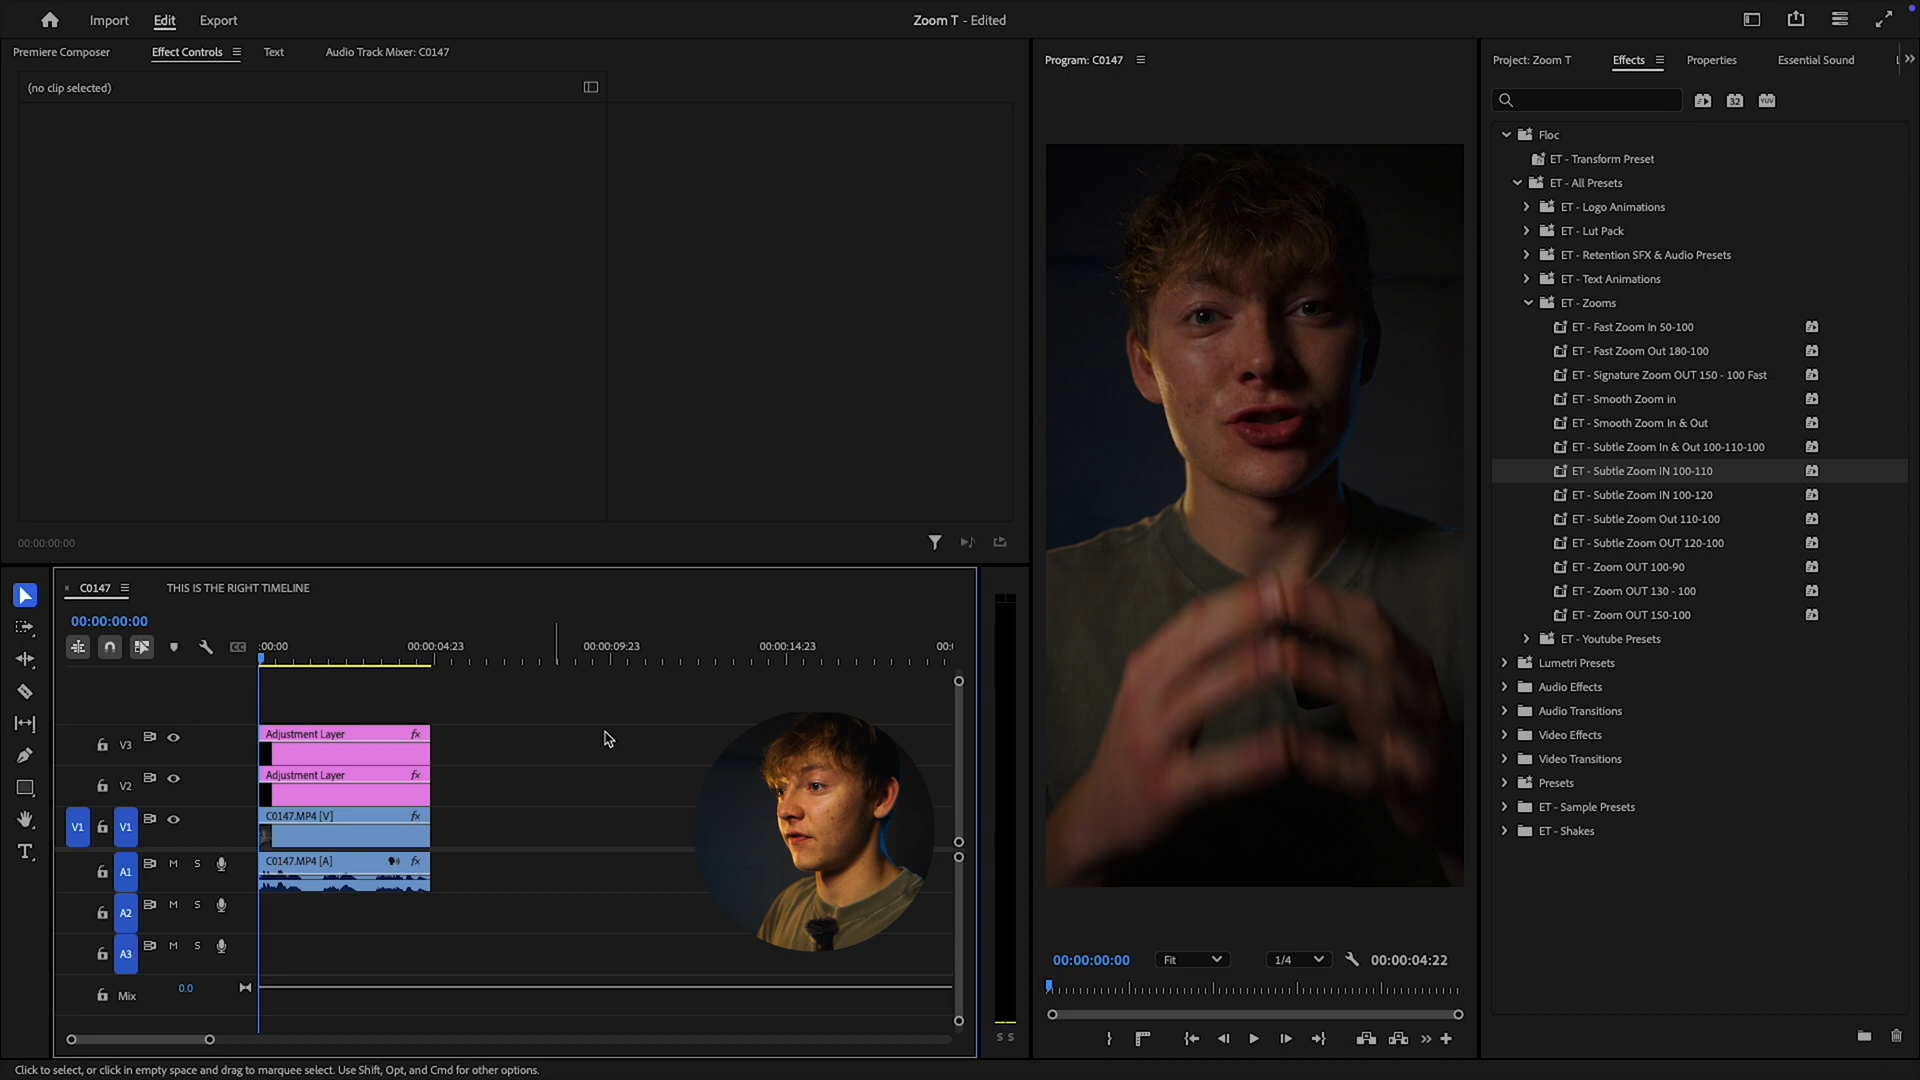 Import
Edit
Export
Zoom T - Edited
Premiere Composer
Effect Controls
Text
Audio Track Mixer: C0147
(no clip selected)
00:00:00:00
Program: C0147
Project: Zoom T
Effects
Properties
Essential Sound
32
YUV
Floc
ET - Transform Preset
ET - All Presets
ET - Logo Animations
ET - Lut Pack
ET - Retention SFX & Audio Presets
ET - Text Animations
ET - Zooms
ET - Fast Zoom In 50-100
ET - Fast Zoom Out 180-100
ET - Signature Zoom OUT 150 - 100 Fast
ET - Smooth Zoom in
ET - Smooth Zoom In & Out
ET - Subtle Zoom In & Out 100-110-100
ET - Subtle Zoom IN 100-110
ET - Subtle Zoom IN 100-120
ET - Subtle Zoom Out 110-100
ET - Subtle Zoom OUT 120-100
ET - Zoom OUT 100-90
ET - Zoom OUT 130 - 100
ET - Zoom OUT 150-100
ET - Youtube Presets
Lumetri Presets
Audio Effects
Audio Transitions
Video Effects
Video Transitions
Presets
ET - Sample Presets
ET - Shakes
C0147
THIS IS THE RIGHT TIMELINE
00:00:00:00
CC
:00:00
00:00:04:23
00:00:09:23
00:00:14:23
00:
V3
Adjustment Layer
fx
V2
Adjustment Layer
fx
V1
V1
C0147.MP4 [V]
fx
A1
M
S
C0147.MP4 [A]
fx
A2
M
S
A3
M
S
Mix
0.0
S S
00:00:00:00
Fit
1/4
00:00:04:22
Click to select, or click in empty space and drag to marquee select. Use Shift, Opt, and Cmd for other options.